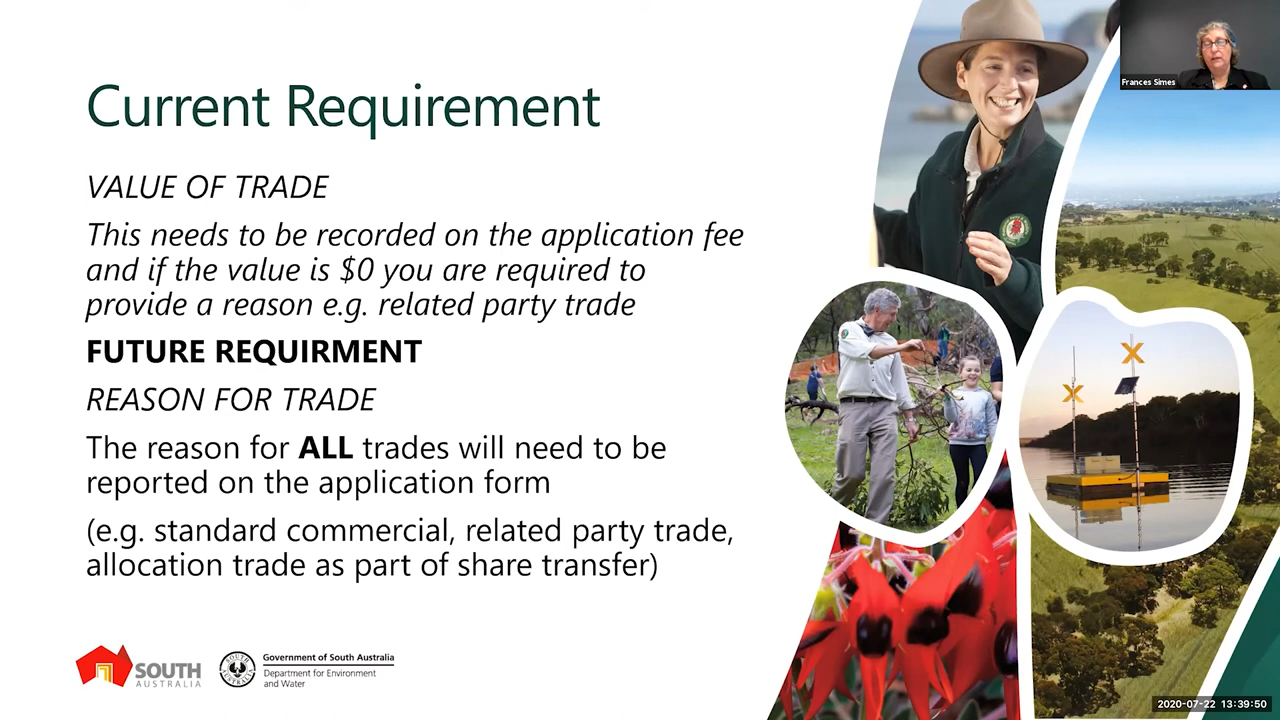 Current Requirement
VALUE OF TRADE
This needs to be recorded on the application fee
and if the value is $0 you are required to
provide a reason e.g. related party trade
FUTURE REQUIRMENT
REASON FOR TRADE
The reason for ALL trades will need to be
reported on the application form
(e.g. standard commercial, related party trade,
allocation trade as part of share transfer)
SOUTH
AUSTRALIA
Government of South Australia
Department for Environment
and Water
Frances Simes
2020-07-22 13:39:50